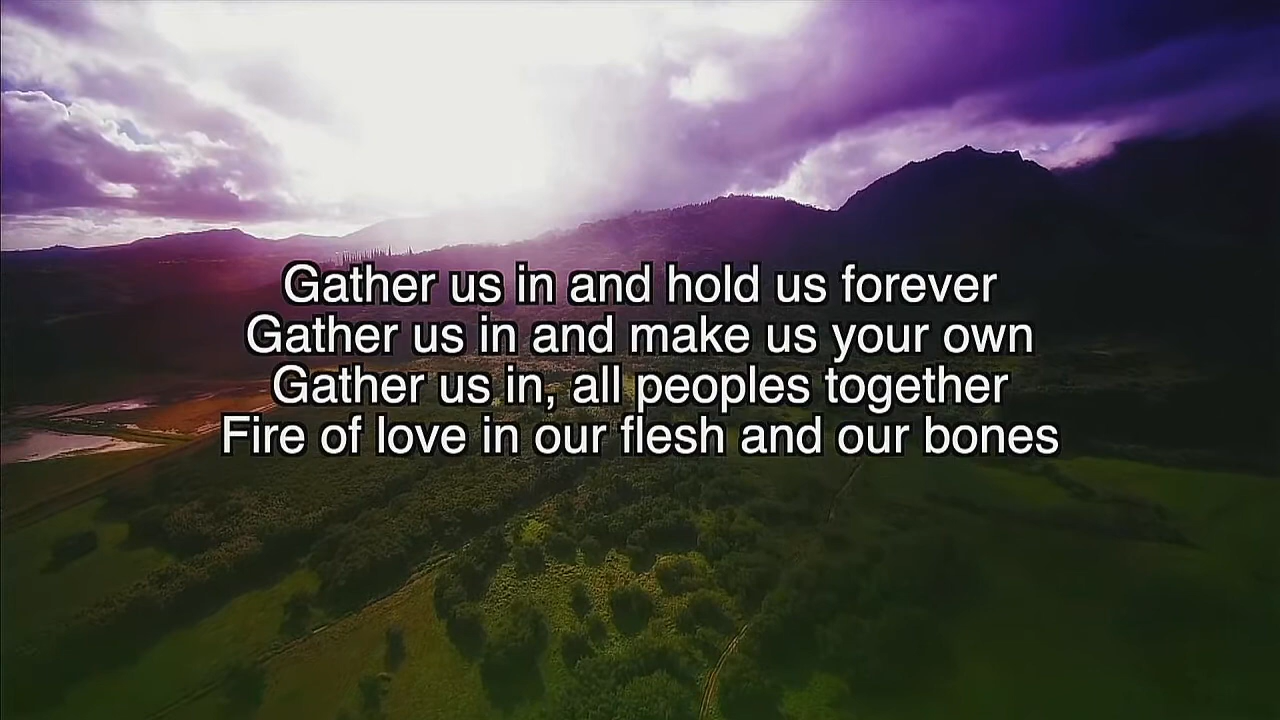 Gather us in and hold us forever
Gather us in and make us your own
Gather us in, all peoples together
Fire of love in our flesh and our bones